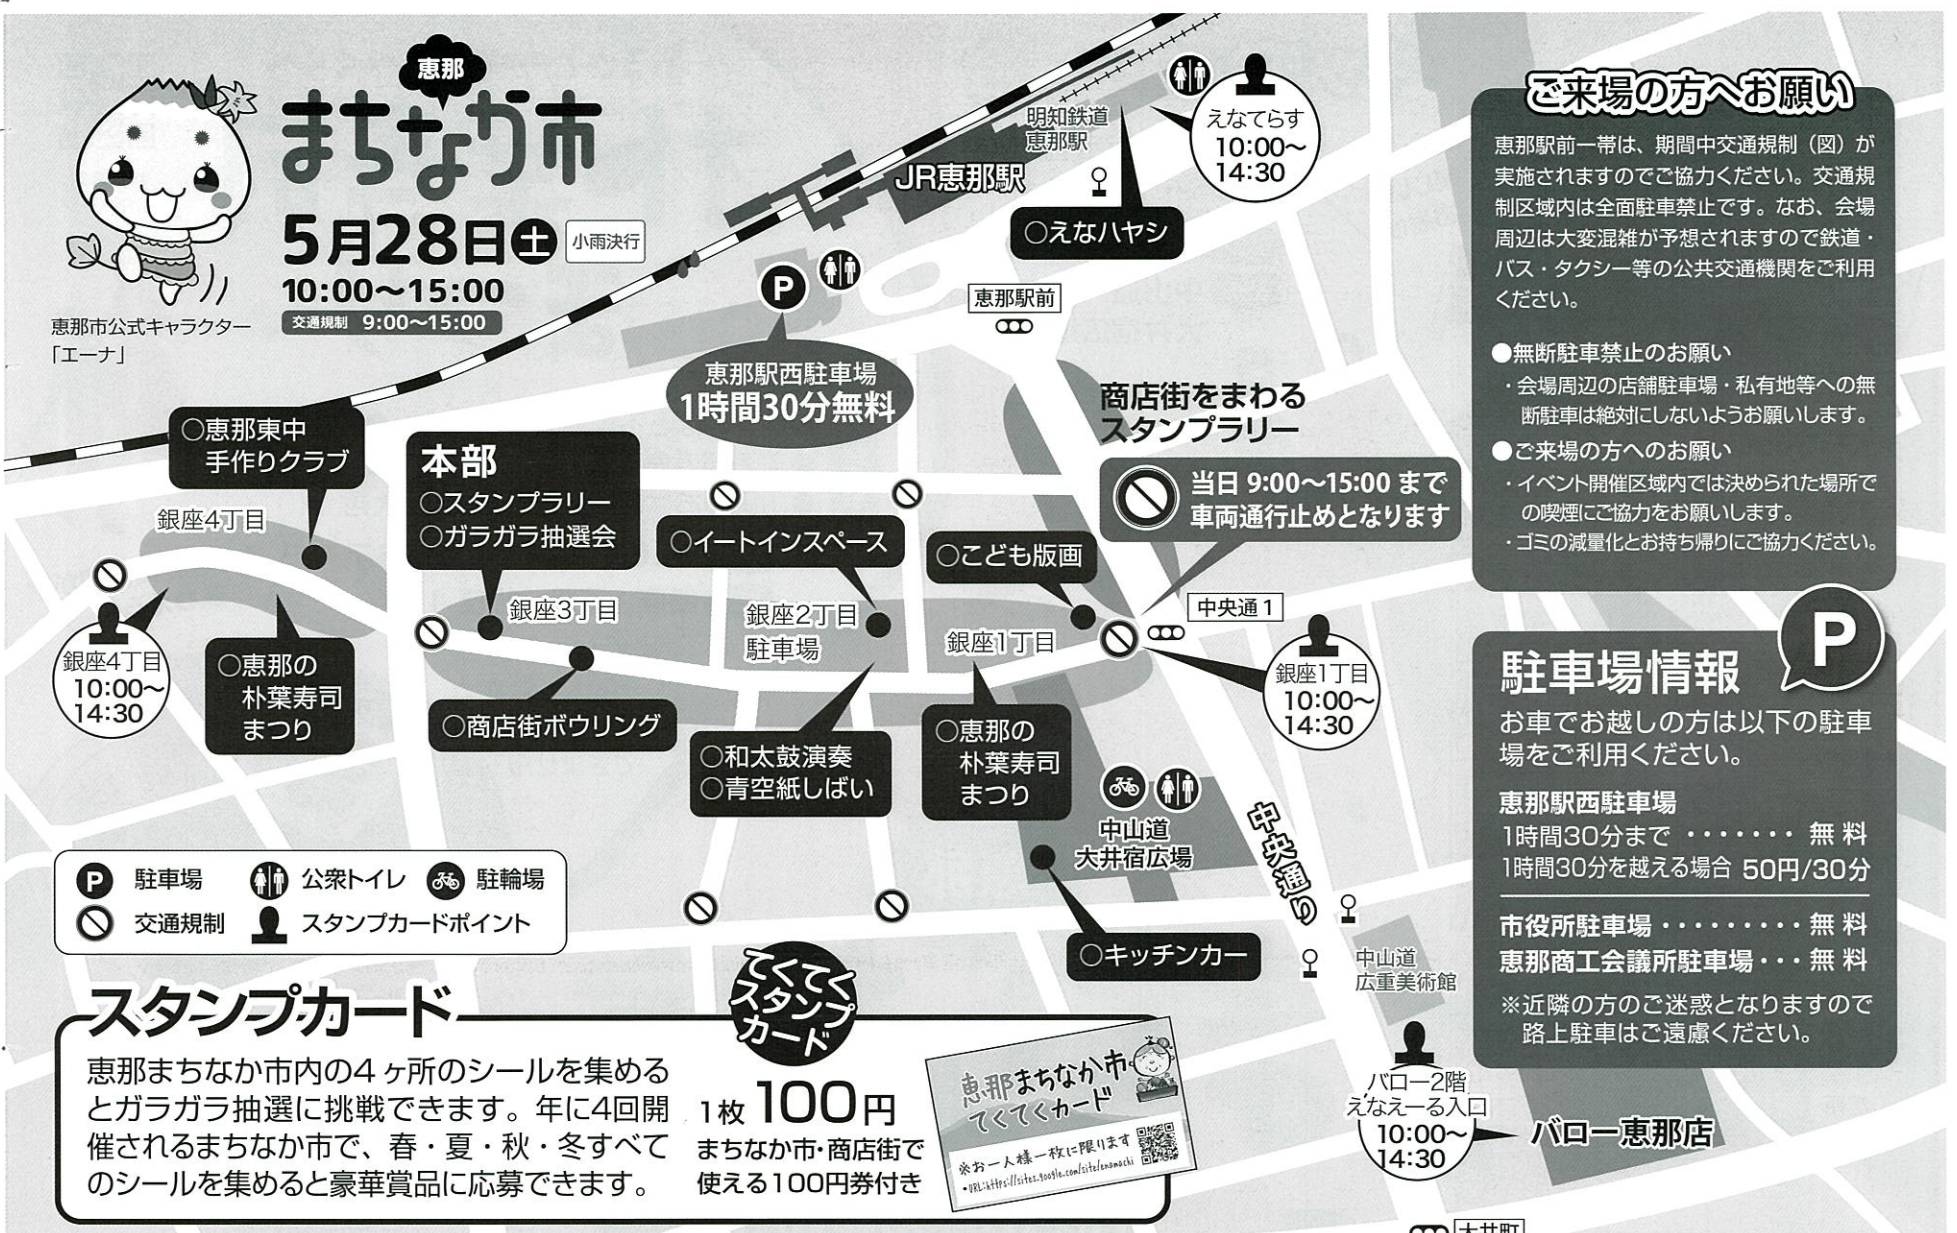 恵那
まちなか市
5月28日土
小雨決行
10:00〜15:00
交通規制 9:00〜15:00
恵那市公式キャラクター
「エーナ」
明知鉄道
恵那駅
JR恵那駅
えなてらす
10:00〜
14:30
○えなハヤシ
P
恵那駅前
恵那駅西駐車場
1時間30分無料
商店街をまわる
スタンプラリー
当日 9:00〜15:00 まで
車両通行止めとなります
○恵那東中
手作りクラブ
銀座4丁目
本部
○スタンプラリー
○ガラガラ抽選会
○イートインスペース
○こども版画
銀座3丁目
銀座2丁目
駐車場
銀座1丁目
中央通1
銀座4丁目
10:00〜
14:30
○恵那の
朴葉寿司
まつり
○商店街ボウリング
○和太鼓演奏
○青空紙しばい
○恵那の
朴葉寿司
まつり
銀座1丁目
10:00〜
14:30
中山道
大井宿広場
中央通り
○キッチンカー
中山道
広重美術館
バロー2階
えなえーる入口
10:00〜
14:30
バロー恵那店
大井町
P 駐車場 公衆トイレ 駐輪場
交通規制 スタンプカードポイント
スタンプカード
恵那まちなか市内の4ヶ所のシールを集める
とガラガラ抽選に挑戦できます。年に4回開
催されるまちなか市で、春・夏・秋・冬すべて
のシールを集めると豪華賞品に応募できます。
てくてく
スタンプ
カード
1枚100円
まちなか市・商店街で
使える100円券付き
恵那まちなか市
てくてくカード
※お一人様一枚に限ります
・URL:https://sites.google.com/site/enamachi
ご来場の方へお願い
恵那駅前一帯は、期間中交通規制（図）が
実施されますのでご協力ください。交通規
制区域内は全面駐車禁止です。なお、会場
周辺は大変混雑が予想されますので鉄道・
バス・タクシー等の公共交通機関をご利用
ください。
●無断駐車禁止のお願い
・会場周辺の店舗駐車場・私有地等への無
断駐車は絶対にしないようお願いします。
●ご来場の方へのお願い
・イベント開催区域内では決められた場所で
の喫煙にご協力をお願いします。
・ゴミの減量化とお持ち帰りにご協力ください。
P
駐車場情報
お車でお越しの方は以下の駐車
場をご利用ください。
恵那駅西駐車場
1時間30分まで ・・・・・・・ 無 料
1時間30分を越える場合 50円/30分
市役所駐車場・・・・・・・・・無 料
恵那商工会議所駐車場・・・無 料
※近隣の方のご迷惑となりますので
路上駐車はご遠慮ください。